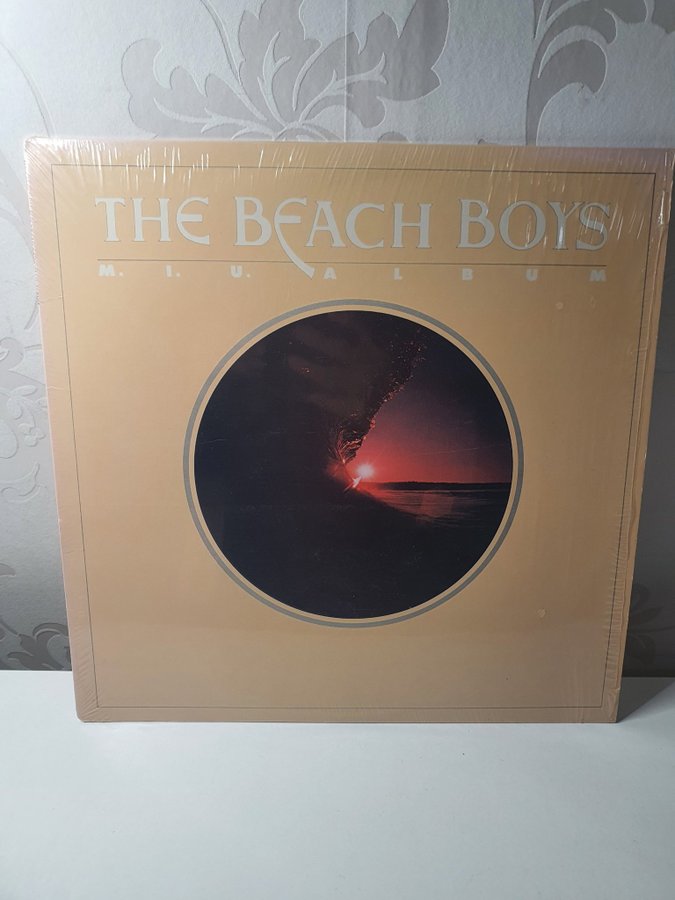 THE BEACH BOYS
M. I. U. ALBUM